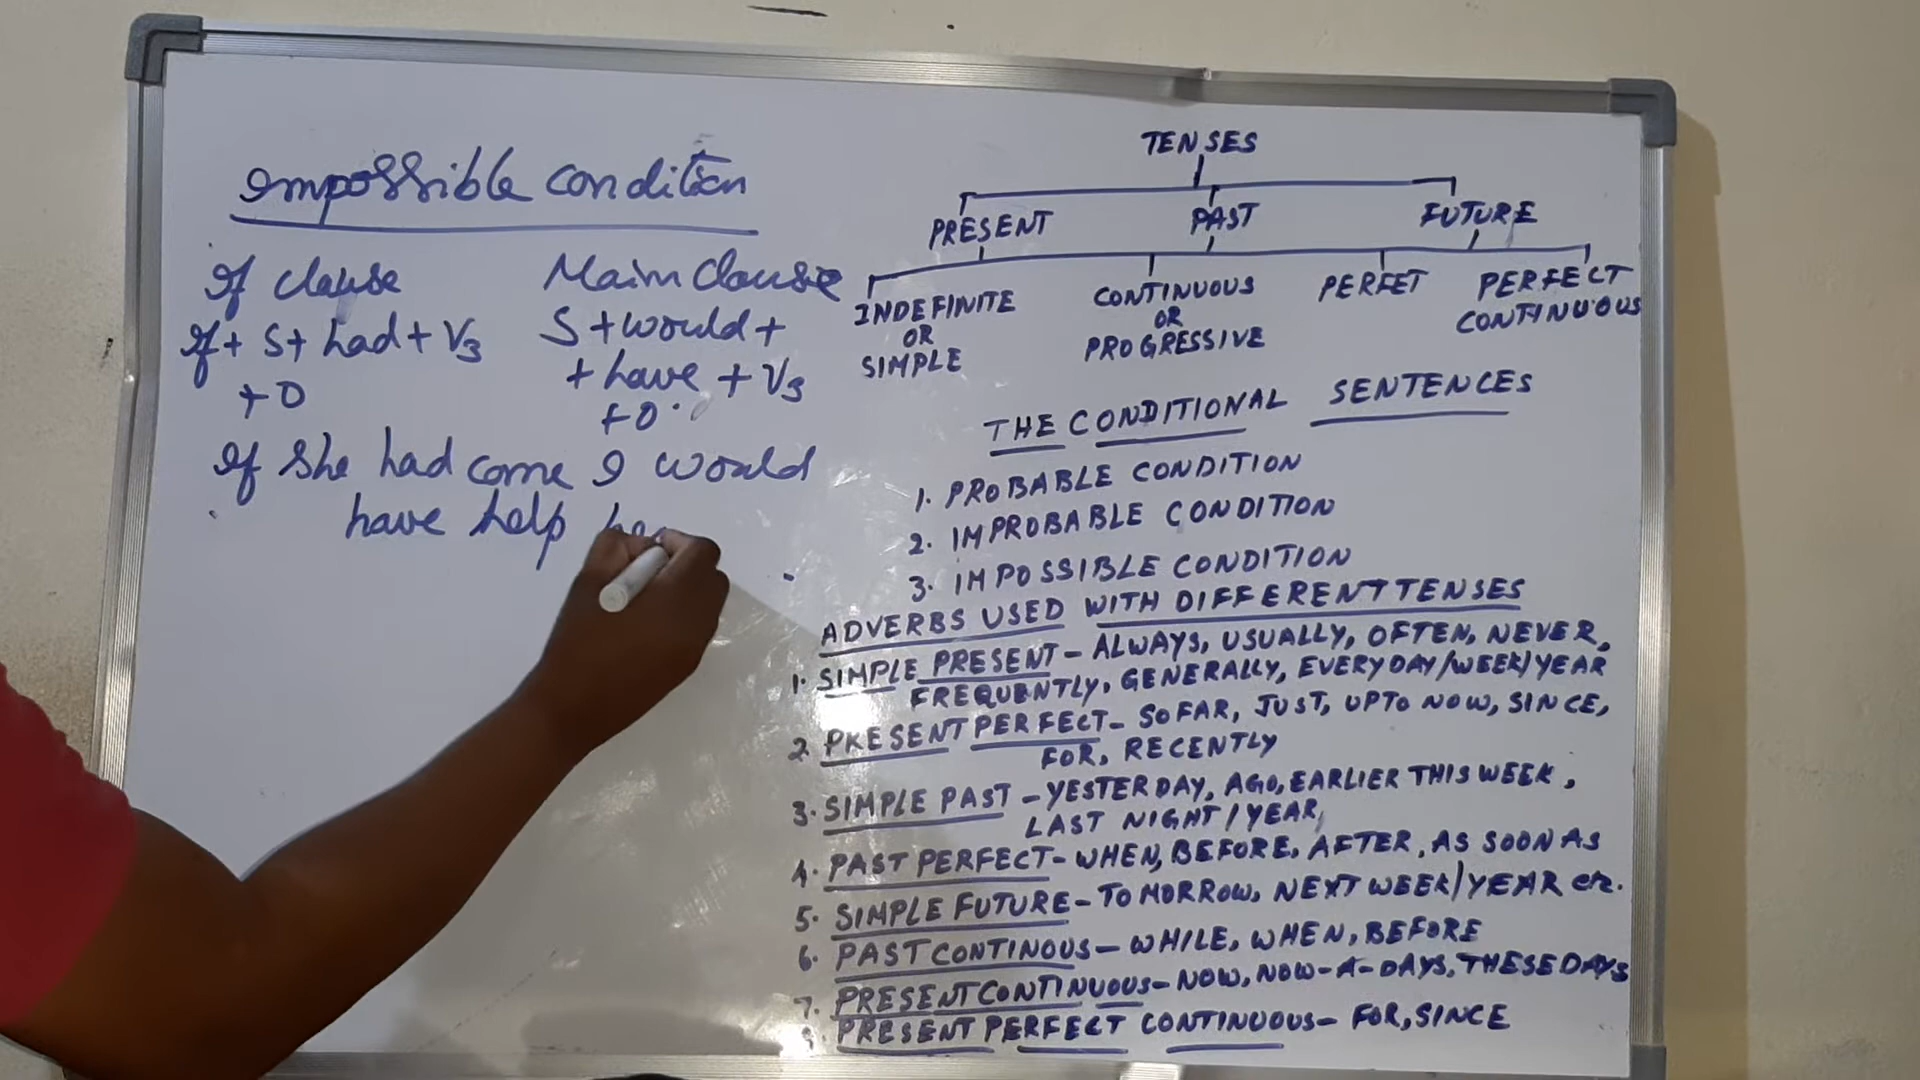 Impossible condition
If clause
Main Clause
If + S + had + V3
+ O
S + would +
+ have + V3
+ O.
If She had come I would
have help her
TENSES
PRESENT PAST FUTURE
INDEFINITE
OR
SIMPLE
CONTINUOUS
OR
PROGRESSIVE
PERFET
PERFECT
CONTINUOUS
THE CONDITIONAL SENTENCES
1. PROBABLE CONDITION
2. IMPROBABLE CONDITION
3. IMPOSSIBLE CONDITION
ADVERBS USED WITH DIFFERENT TENSES
1. SIMPLE PRESENT - ALWAYS, USUALLY, OFTEN, NEVER,
FREQUENTLY, GENERALLY, EVERYDAY/WEEK/YEAR
2. PRESENT PERFECT - SO FAR, JUST, UPTO NOW, SINCE,
FOR, RECENTLY
3. SIMPLE PAST - YESTERDAY, AGO, EARLIER THIS WEEK,
LAST NIGHT/YEAR,
4. PAST PERFECT - WHEN, BEFORE, AFTER, AS SOON AS
5. SIMPLE FUTURE - TOMORROW, NEXT WEEK/YEAR etc.
6. PAST CONTINOUS - WHILE, WHEN, BEFORE
7. PRESENT CONTINUOUS - NOW, NOW-A-DAYS, THESE DAYS
PRESENT PERFECT CONTINUOUS - FOR, SINCE